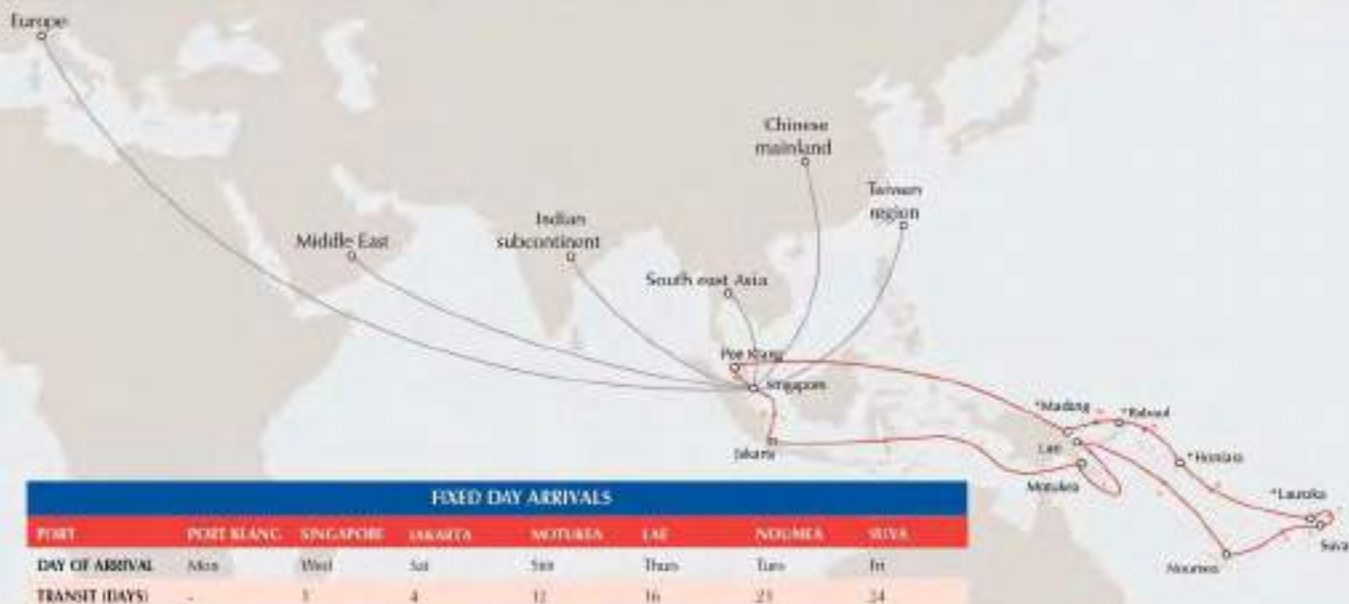 Europe
Chinese
mainland
Taiwan
region
Indian
subcontinent
Middle East
South east Asia
Port Klang
Singapore
*Madang
*Rabaul
Lae
*Honiara
Jakarta
Motukea
*Lautoka
Suva
Noumea
FIXED DAY ARRIVALS
PORT PORT KLANG SINGAPORE JAKARTA MOTUKEA LAE NOUMEA SUVA
DAY OF ARRIVAL Mon Wed Sat Sun Thurs Tues Fri
TRANSIT (DAYS) - 1 4 12 16 21 24